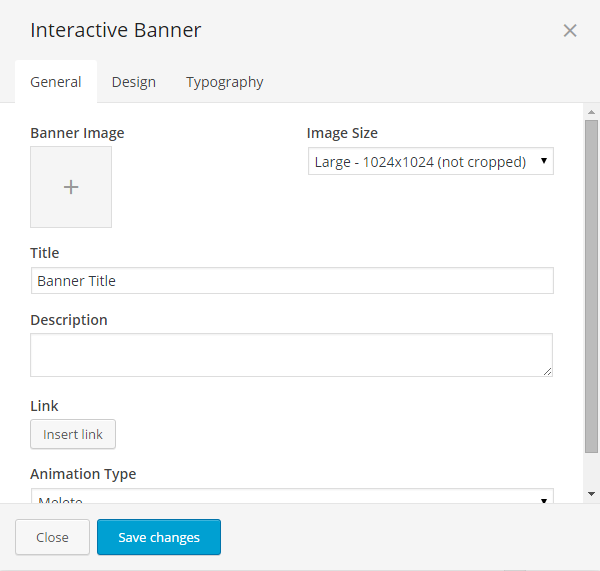 Interactive Banner
General Design Typography
Banner Image Image Size
Large - 1024x1024 (not cropped)
Title
Banner Title
Description
Link
Insert link
Animation Type
Melete
Close Save changes